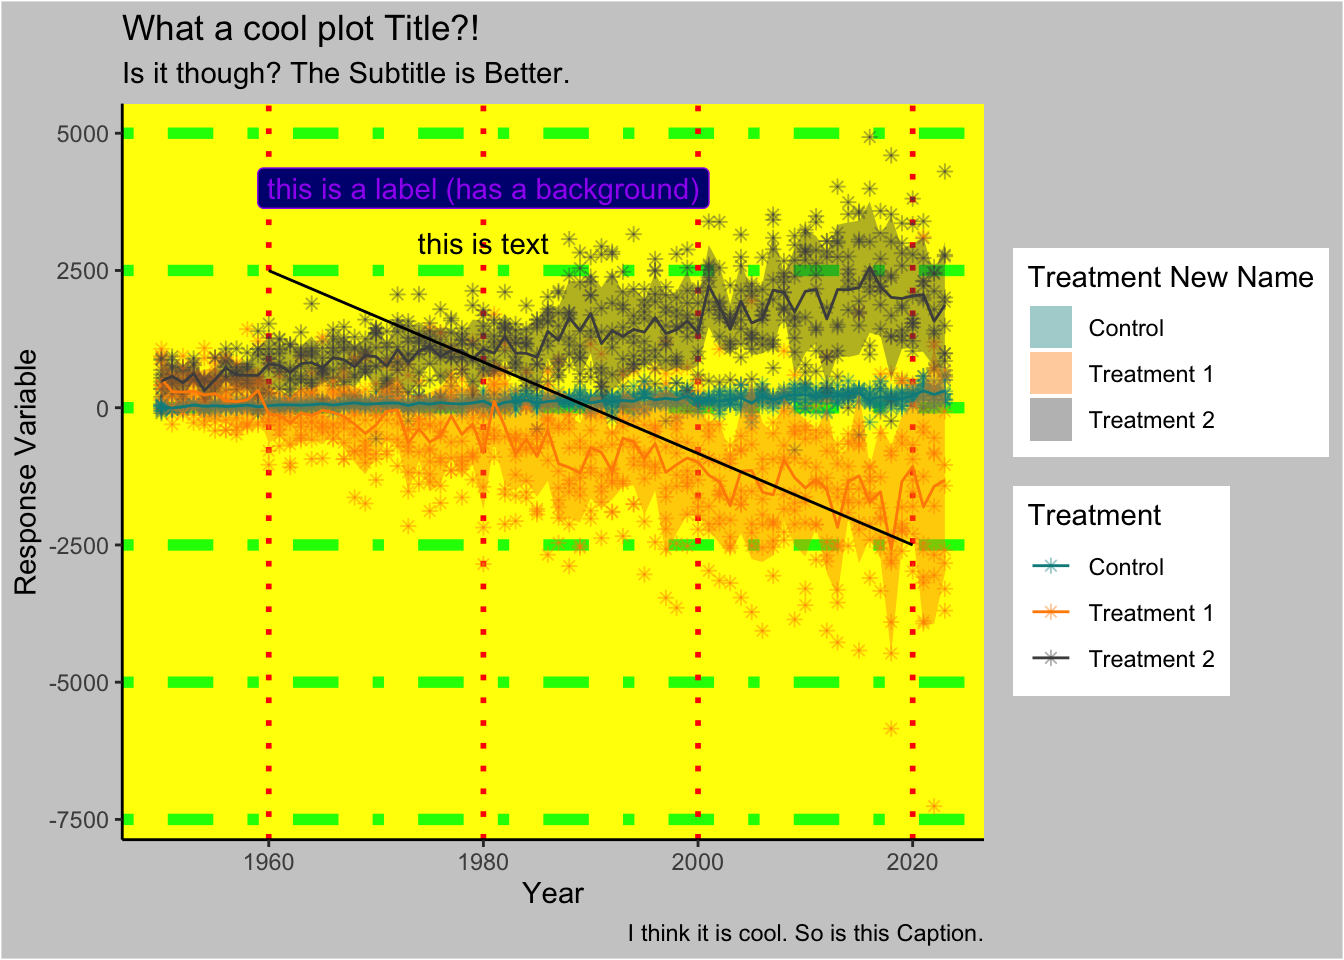 What a cool plot Title?!
Is it though? The Subtitle is Better.
Response Variable
5000
2500
0
-2500
-5000
-7500
this is a label (has a background)
this is text
1960
1980
2000
2020
Year
I think it is cool. So is this Caption.
Treatment New Name
Control
Treatment 1
Treatment 2
Treatment
Control
Treatment 1
Treatment 2